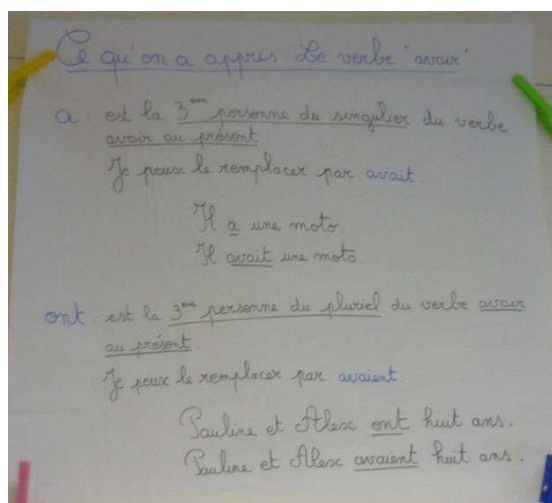 Ce qu'on a appris Le verbe "avoir"
a : est la 3ème personne du singulier du verbe
avoir au présent
Je peux le remplacer par avait.
Il a une moto.
Il avait une moto.
ont : est la 3ème personne du pluriel du verbe avoir
au présent.
Je peux le remplacer par avaient.
Pauline et Alex ont huit ans.
Pauline et Alex avaient huit ans.